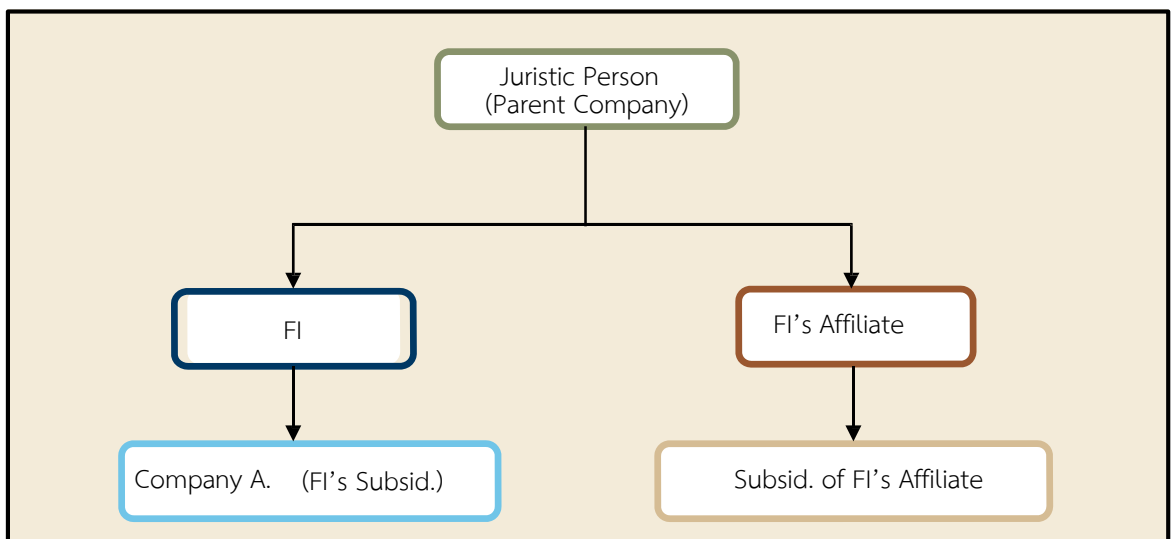 Juristic Person
(Parent Company)
FI
FI’s Affiliate
Company A. (FI’s Subsid.)
Subsid. of FI’s Affiliate